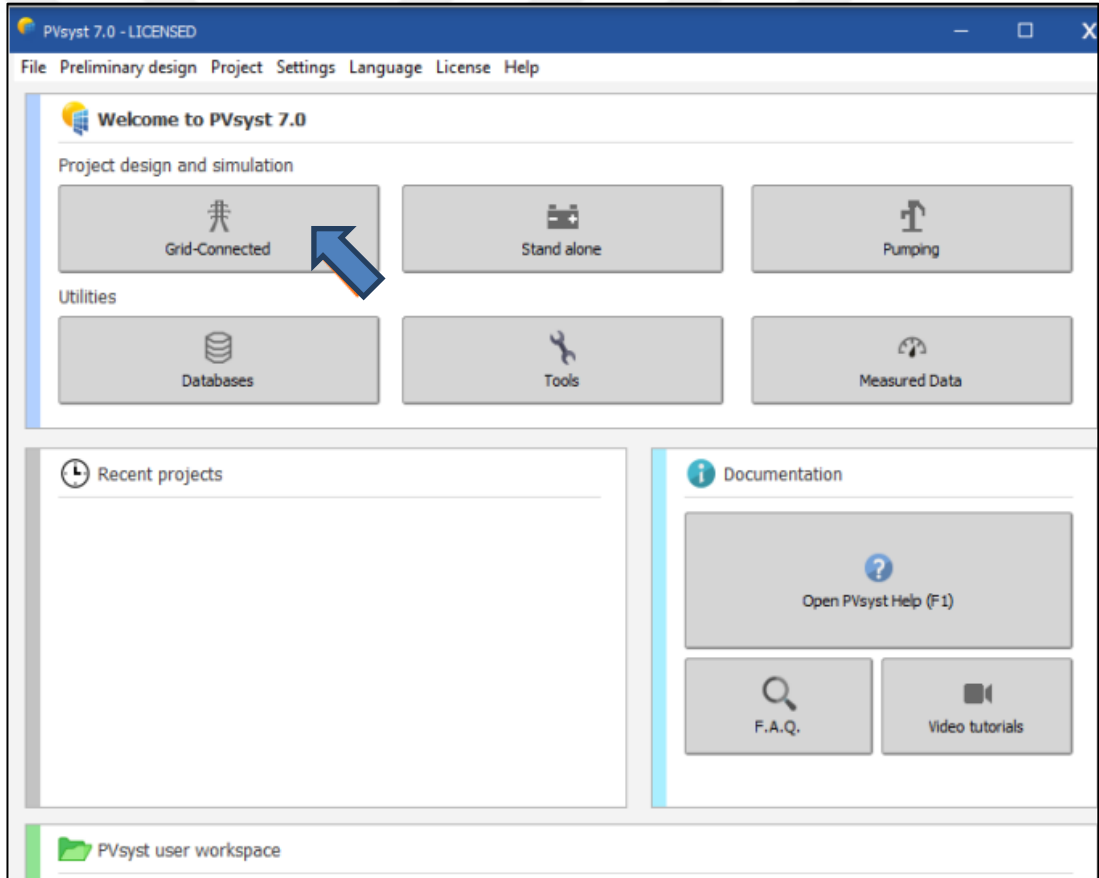 PVsyst 7.0 - LICENSED
File Preliminary design Project Settings Language License Help
Welcome to PVsyst 7.0
Project design and simulation
Grid-Connected
Stand alone
Pumping
Utilities
Databases
Tools
Measured Data
Recent projects
Documentation
Open PVsyst Help (F1)
F.A.Q.
Video tutorials
PVsyst user workspace